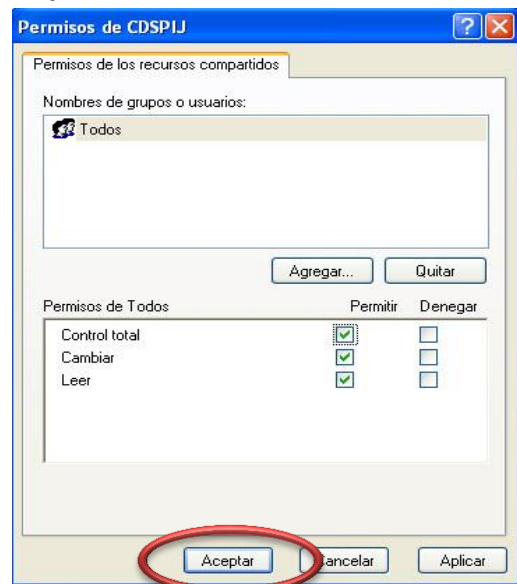 Permisos de CDSPIJ
Permisos de los recursos compartidos
Nombres de grupos o usuarios:
Todos
Agregar... Quitar
Permisos de Todos Permitir Denegar
Control total
Cambiar
Leer
Aceptar Cancelar Aplicar